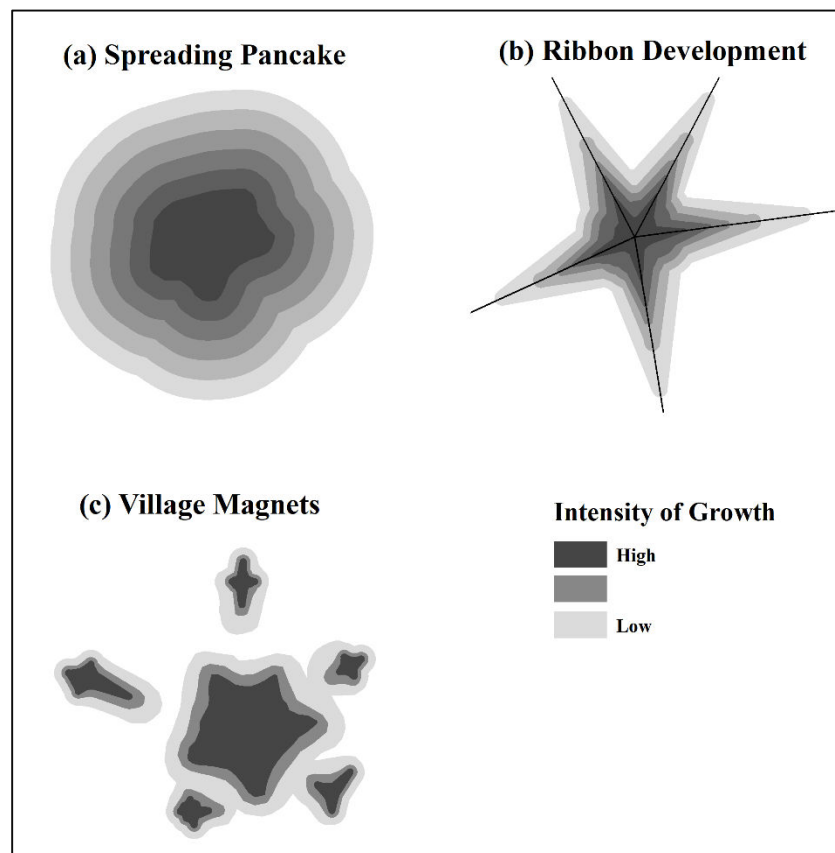 (a) Spreading Pancake
(b) Ribbon Development
(c) Village Magnets
Intensity of Growth
High
Low